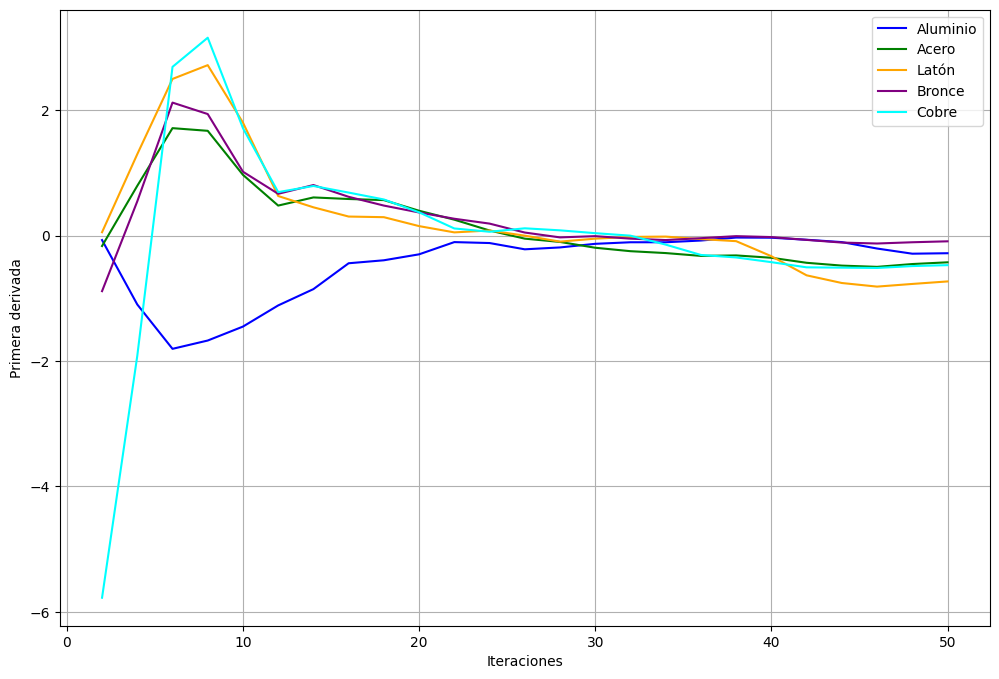 Aluminio
Acero
Latón
Bronce
Cobre
Primera derivada
2
0
−2
−4
−6
0
10
20
30
40
50
Iteraciones